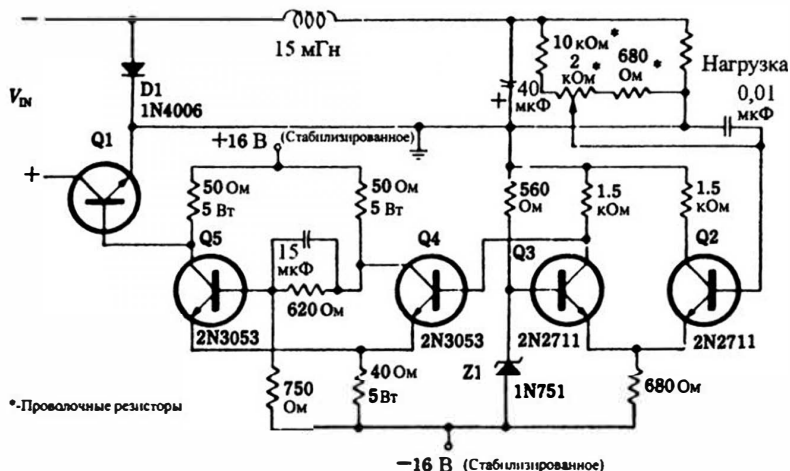 −
15 мГн
D1
1N4006
V_IN
+
Q1
+16 В (Стабилизированное)
50 Ом
5 Вт
50 Ом
5 Вт
40
мкФ
+
10 кОм*
2
кОм*
680
Ом*
Нагрузка
0,01
мкФ
560
Ом
1.5
кОм
1.5
кОм
Q5
15
мкФ
620 Ом
Q4
Q3
Q2
2N3053
2N3053
2N2711
2N2711
750
Ом
40 Ом
5 Вт
Z1
1N751
680 Ом
*-Проволочные резисторы
−16 В (Стабилизированное)